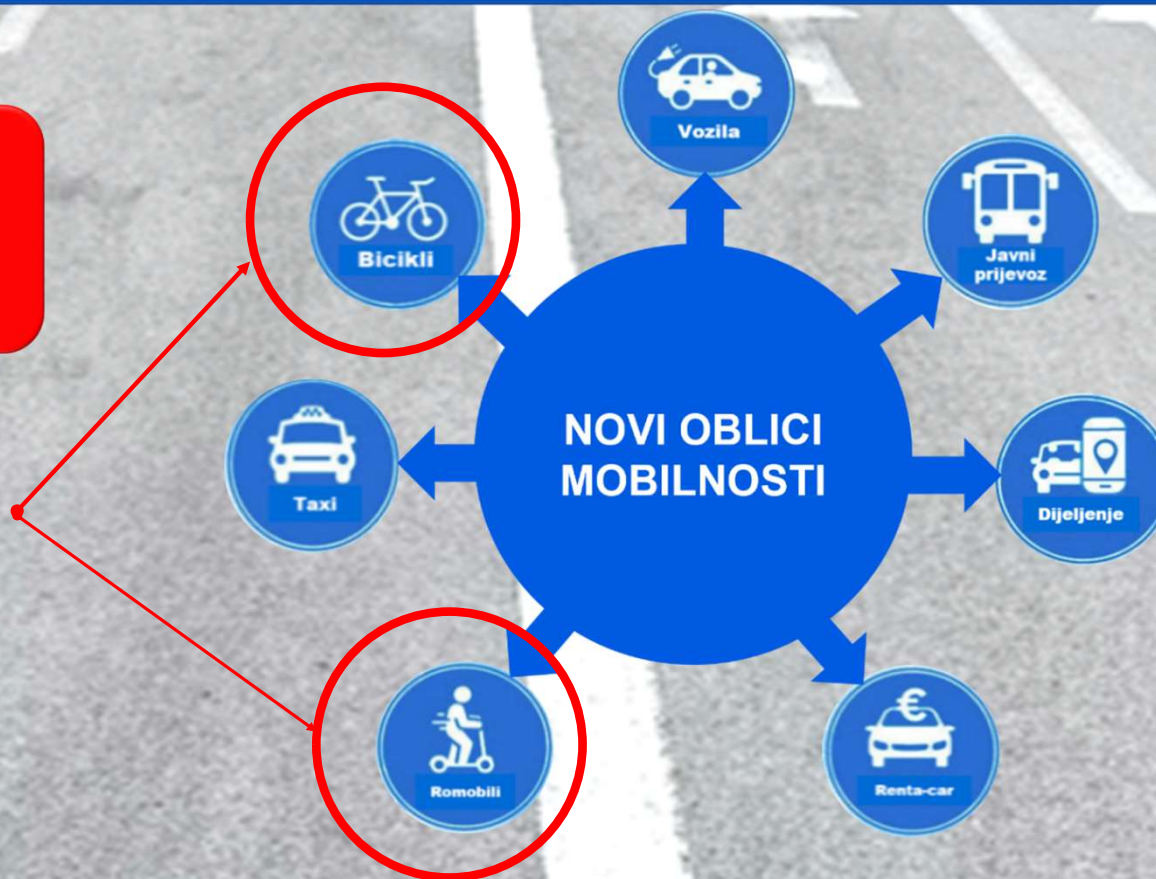 Vozila
Bicikli
Javni
prijevoz
NOVI OBLICI
MOBILNOSTI
Taxi
Dijeljenje
Romobili
Renta-car
€